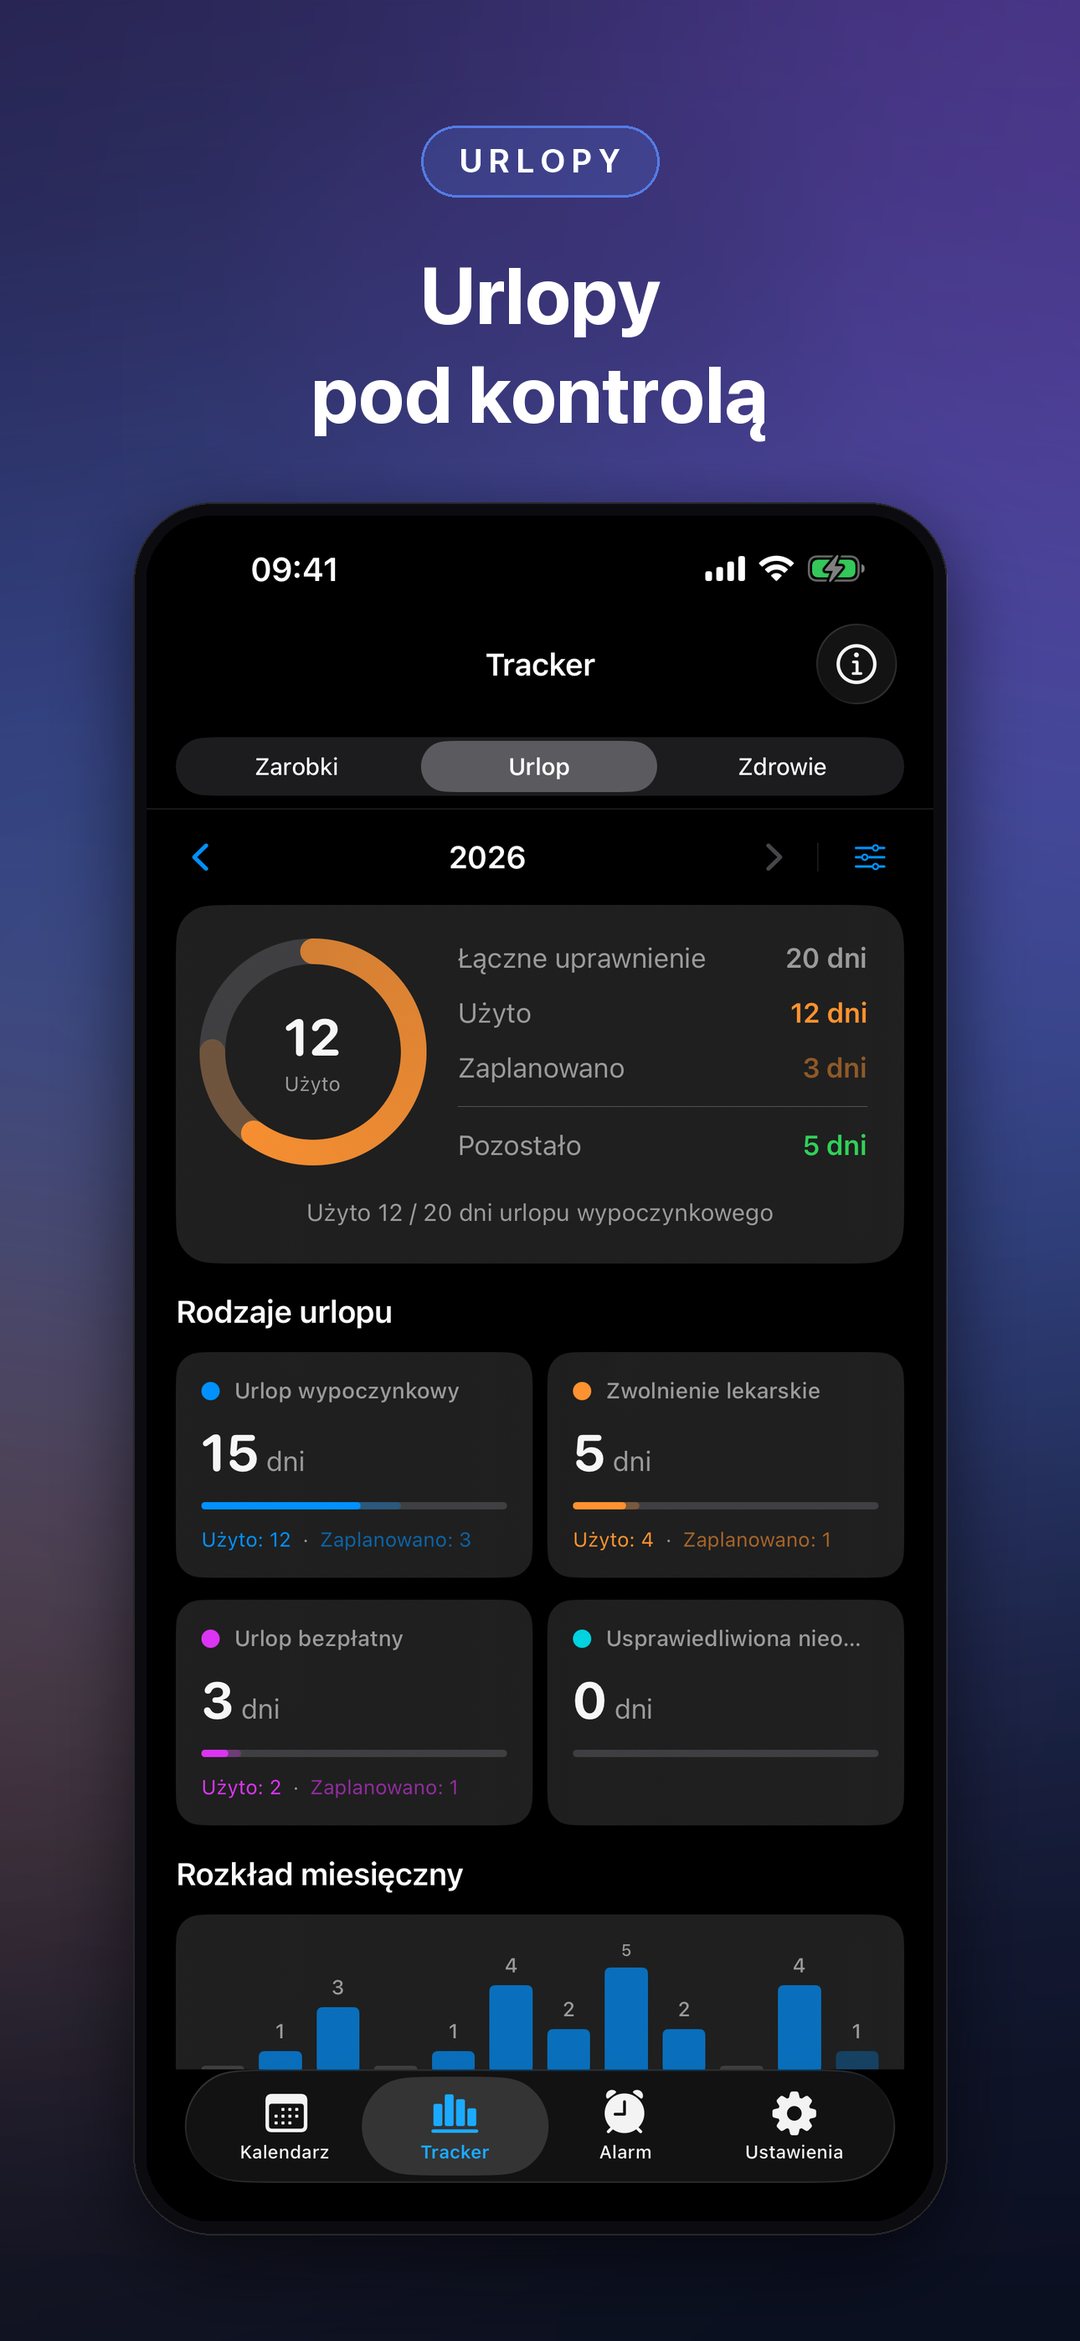 URLOPY
Urlopy
pod kontrolą
09:41
Tracker
Zarobki
Urlop
Zdrowie
2026
12
Użyto
Łączne uprawnienie 20 dni
Użyto 12 dni
Zaplanowano 3 dni
Pozostało 5 dni
Użyto 12 / 20 dni urlopu wypoczynkowego
Rodzaje urlopu
Urlop wypoczynkowy
15 dni
Użyto: 12 · Zaplanowano: 3
Zwolnienie lekarskie
5 dni
Użyto: 4 · Zaplanowano: 1
Urlop bezpłatny
3 dni
Użyto: 2 · Zaplanowano: 1
Usprawiedliwiona nieo...
0 dni
Rozkład miesięczny
1 3 1 4 2 5 2 4 1
Kalendarz
Tracker
Alarm
Ustawienia